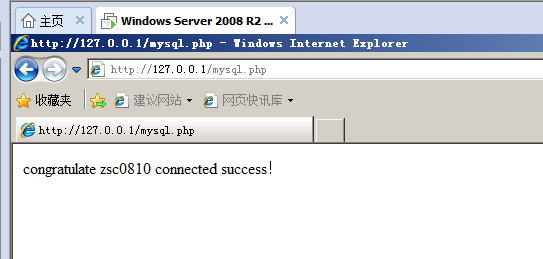 主页 × Windows Server 2008 R2 ... ×
http://127.0.0.1/mysql.php - Windows Internet Explorer
http://127.0.0.1/mysql.php
收藏夹 建议网站 网页快讯库
http://127.0.0.1/mysql.php
congratulate zsc0810 connected success！